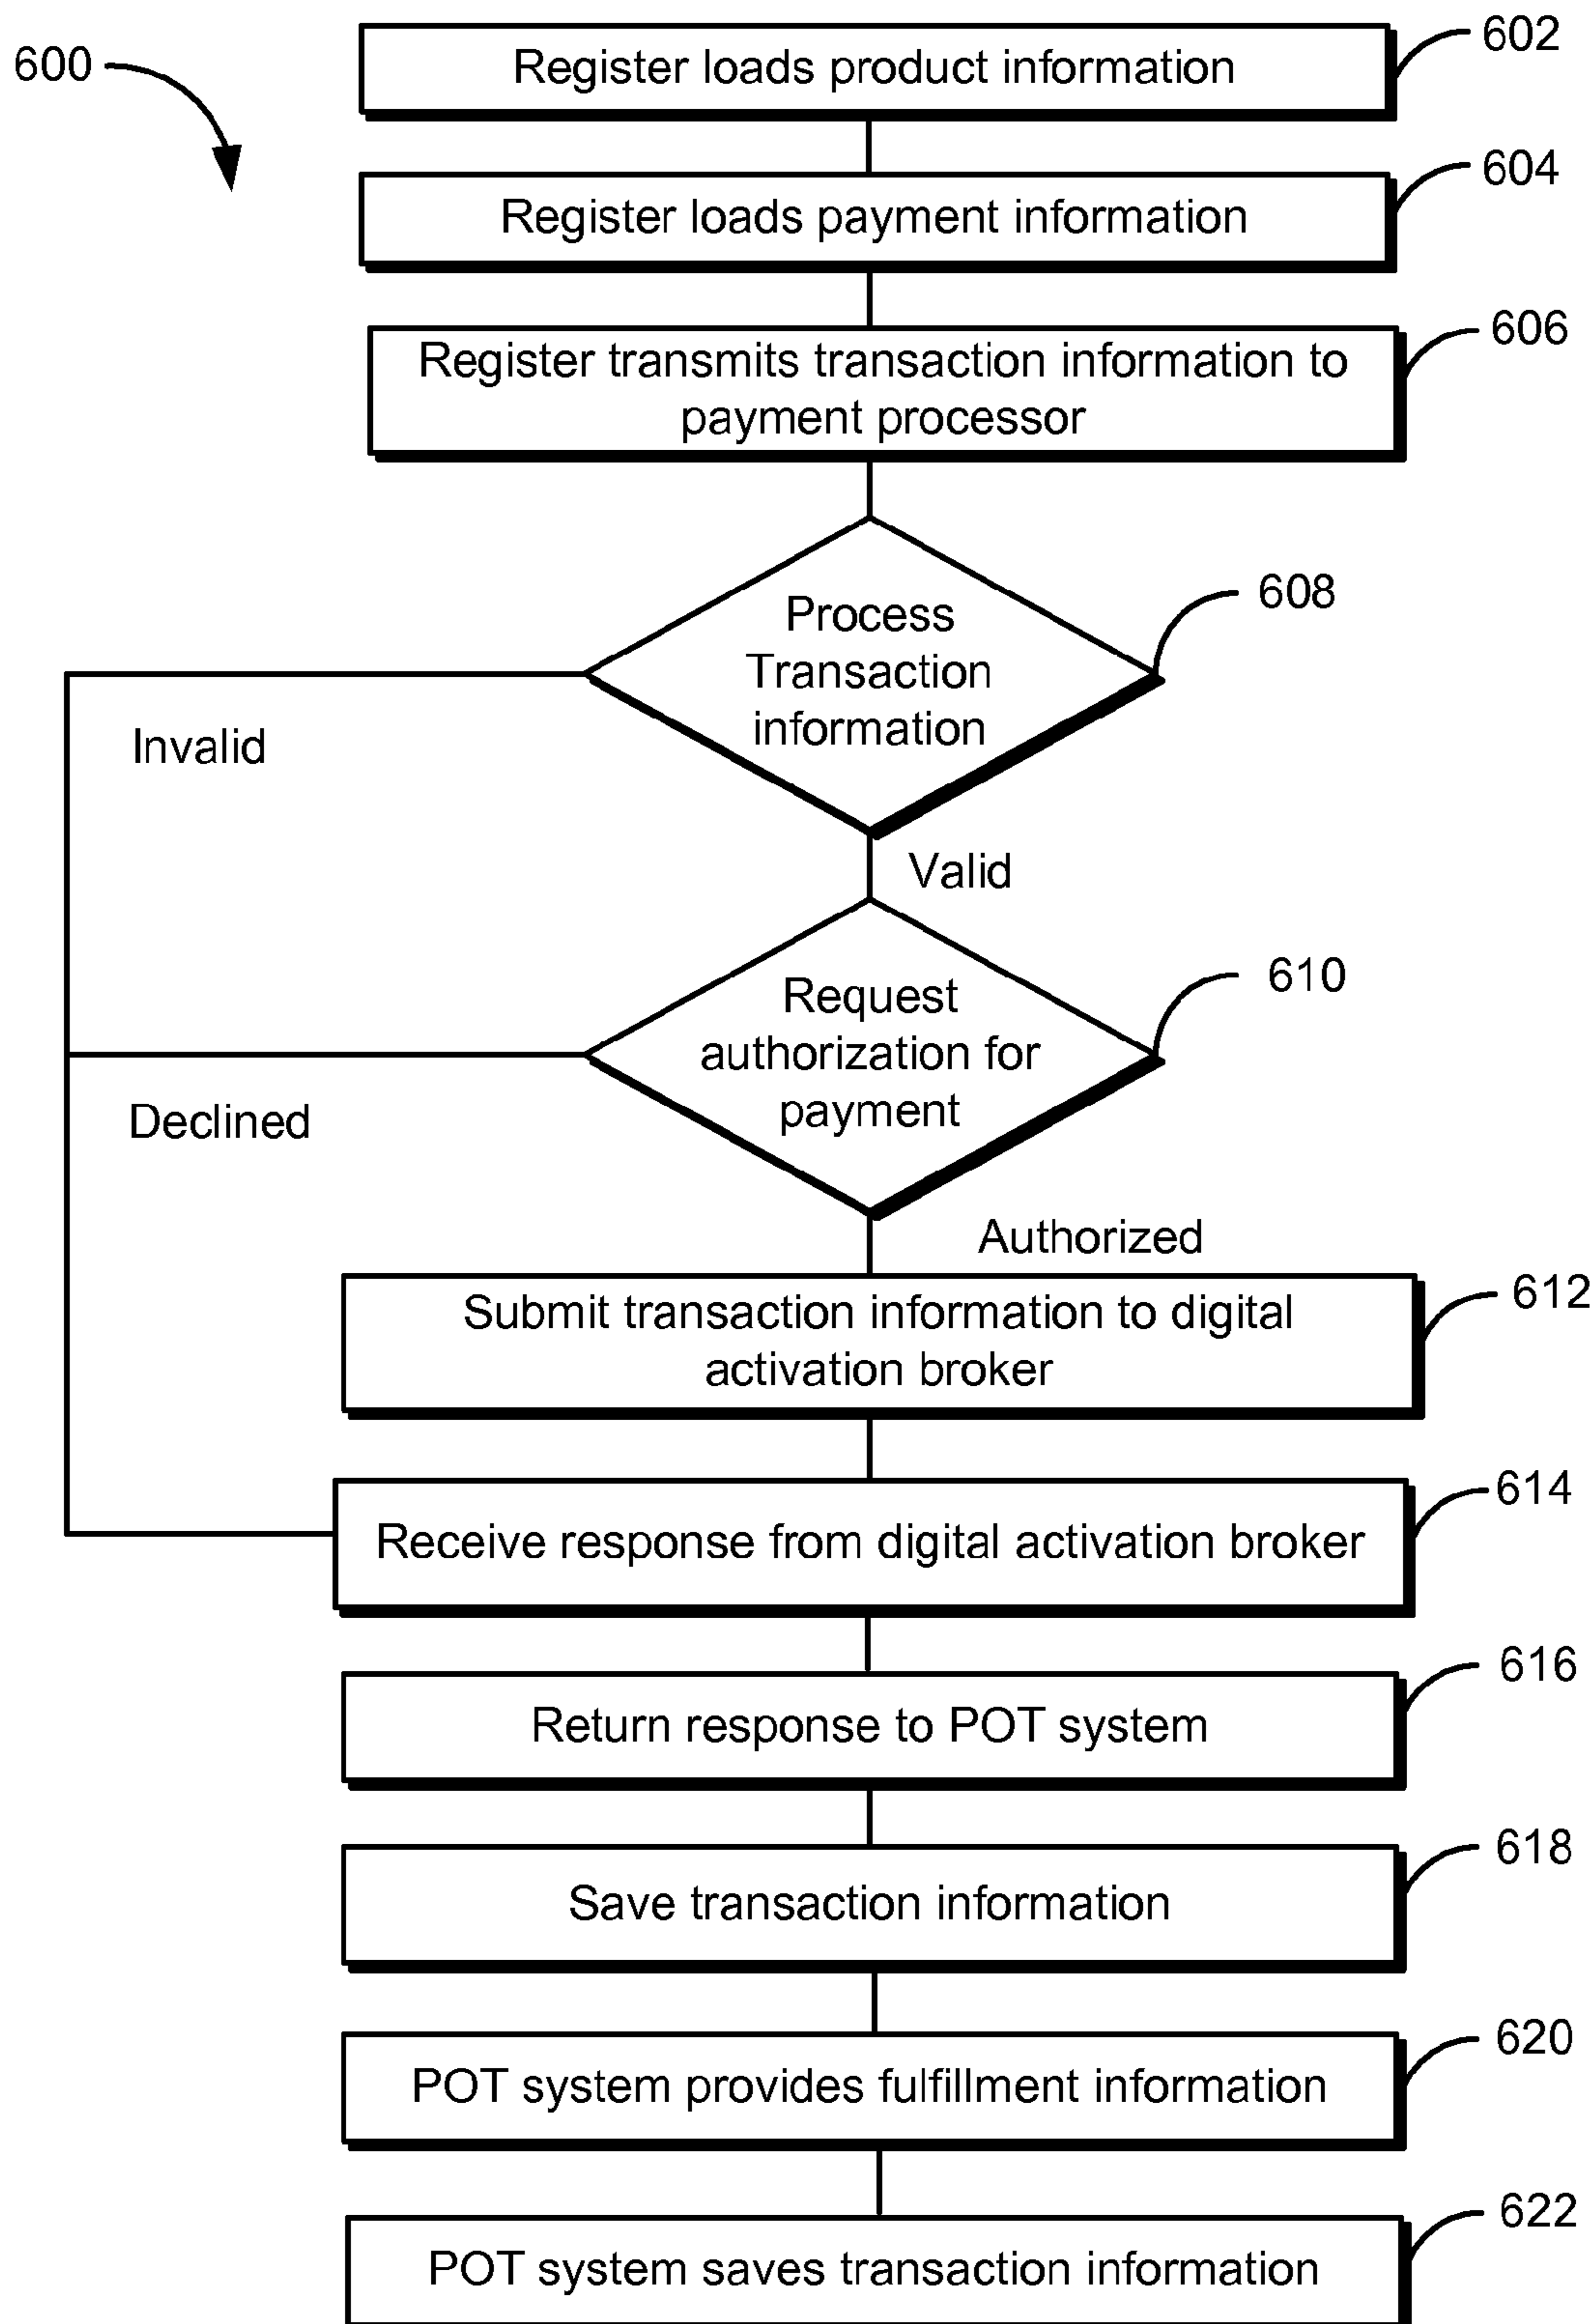 600
Register loads product information
602
Register loads payment information
604
Register transmits transaction information to
payment processor
606
Process
Transaction
information
608
Invalid
Valid
Request
authorization for
payment
610
Declined
Authorized
Submit transaction information to digital
activation broker
612
Receive response from digital activation broker
614
Return response to POT system
616
Save transaction information
618
POT system provides fulfillment information
620
POT system saves transaction information
622